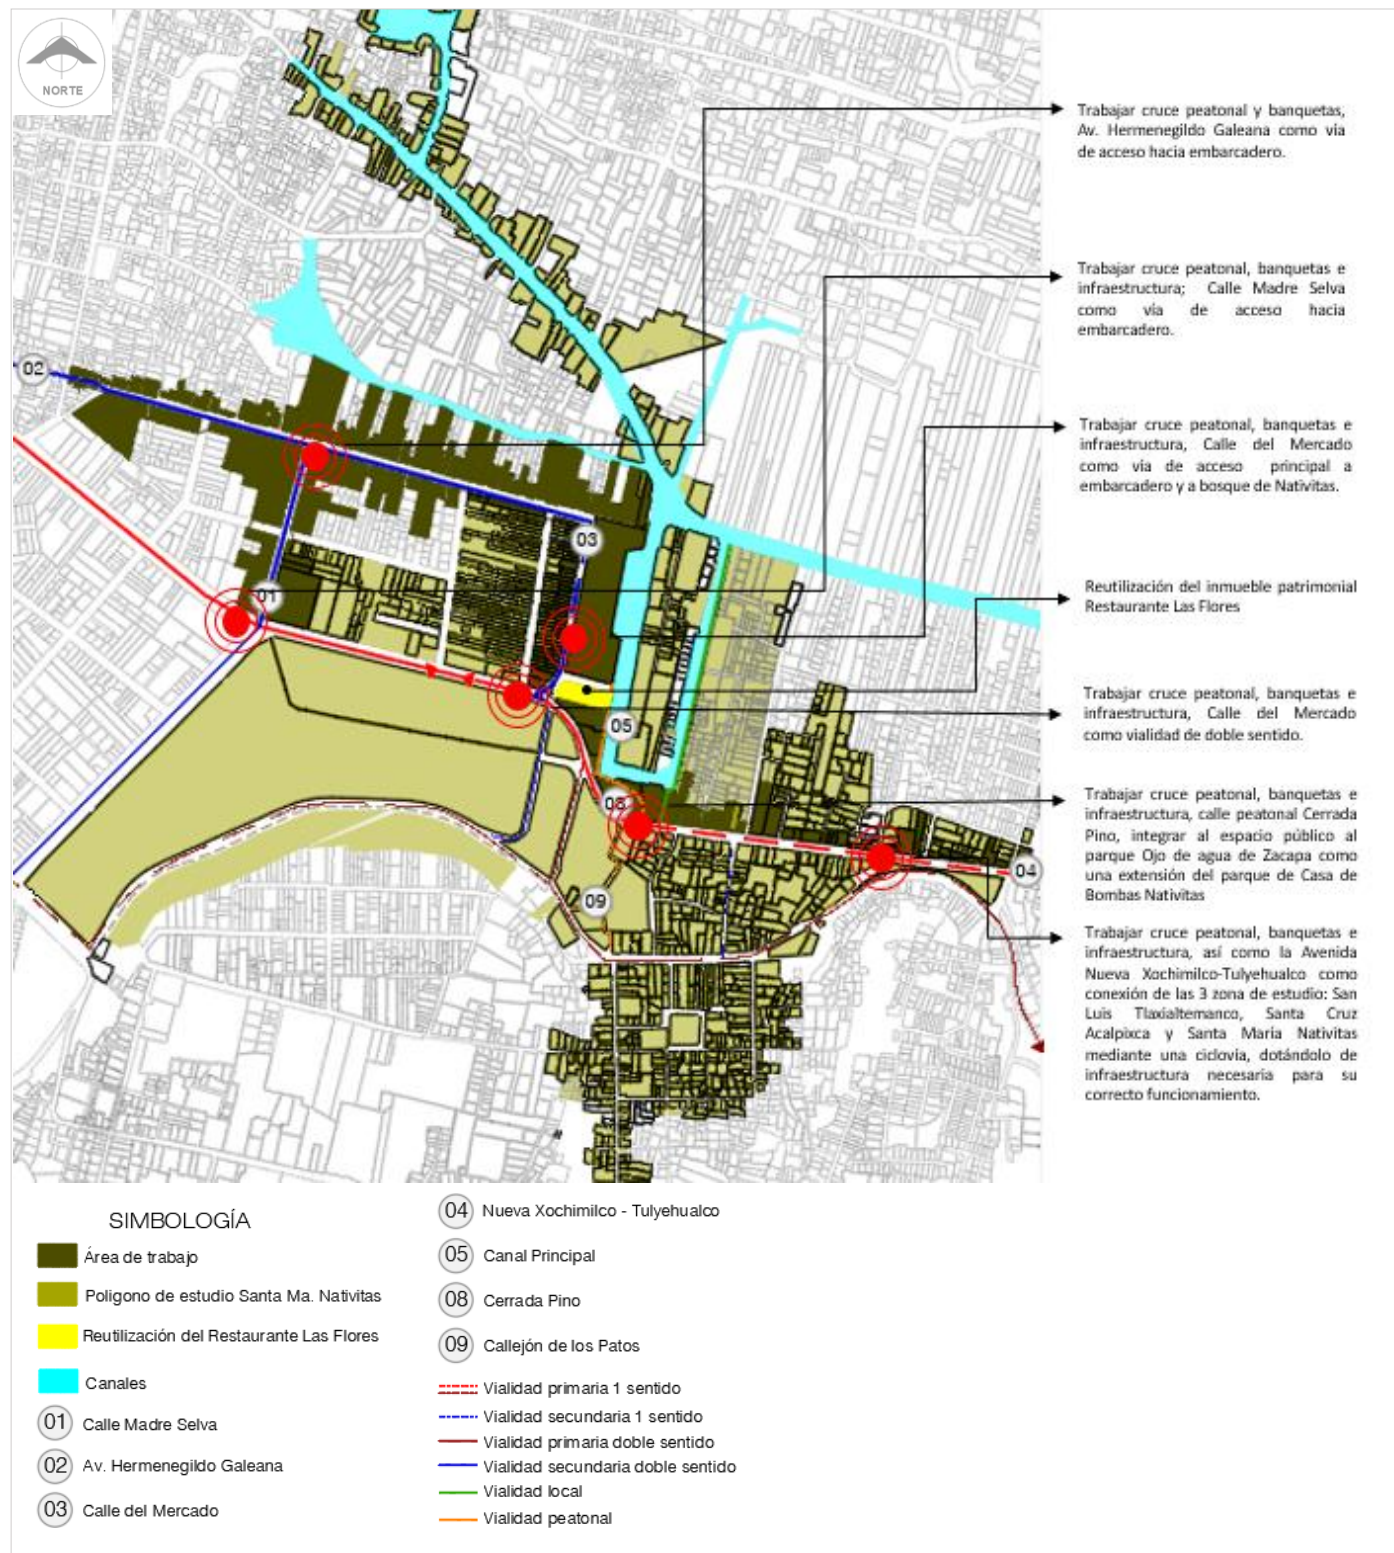 NORTE
Trabajar cruce peatonal y banquetas,
Av. Hermenegildo Galeana como via
de acceso hacia embarcadero.
Trabajar cruce peatonal, banquetas e
infraestructura; Calle Madre Selva
como vía de acceso hacia
embarcadero.
Trabajar cruce peatonal, banquetas e
infraestructura, Calle del Mercado
como via de acceso principal a
embarcadero y a bosque de Nativitas.
Reutilización del inmueble patrimonial
Restaurante Las Flores
Trabajar cruce peatonal, banquetas e
infraestructura, Calle del Mercado
como vialidad de doble sentido.
Trabajar cruce peatonal, banquetas e
infraestructura, calle peatonal Cerrada
Pino, integrar al espacio público al
parque Ojo de agua de Zacapa como
una extensión del parque de Casa de
Bombas Nativitas
Trabajar cruce peatonal, banquetas e
infraestructura, así como la Avenida
Nueva Xochimilco-Tulyehualco como
conexión de las 3 zona de estudio: San
Luis Tlaxialtemanco, Santa Cruz
Acalpixca y Santa Maria Nativitas
mediante una ciclovía, dotándolo de
infraestructura necesaria para su
correcto funcionamiento.
02
03
01
05
08
04
09
SIMBOLOGÍA
Área de trabajo
Poligono de estudio Santa Ma. Nativitas
Reutilización del Restaurante Las Flores
Canales
01 Calle Madre Selva
02 Av. Hermenegildo Galeana
03 Calle del Mercado
04 Nueva Xochimilco - Tulyehualco
05 Canal Principal
08 Cerrada Pino
09 Callejón de los Patos
Vialidad primaria 1 sentido
Vialidad secundaria 1 sentido
Vialidad primaria doble sentido
Vialidad secundaria doble sentido
Vialidad local
Vialidad peatonal